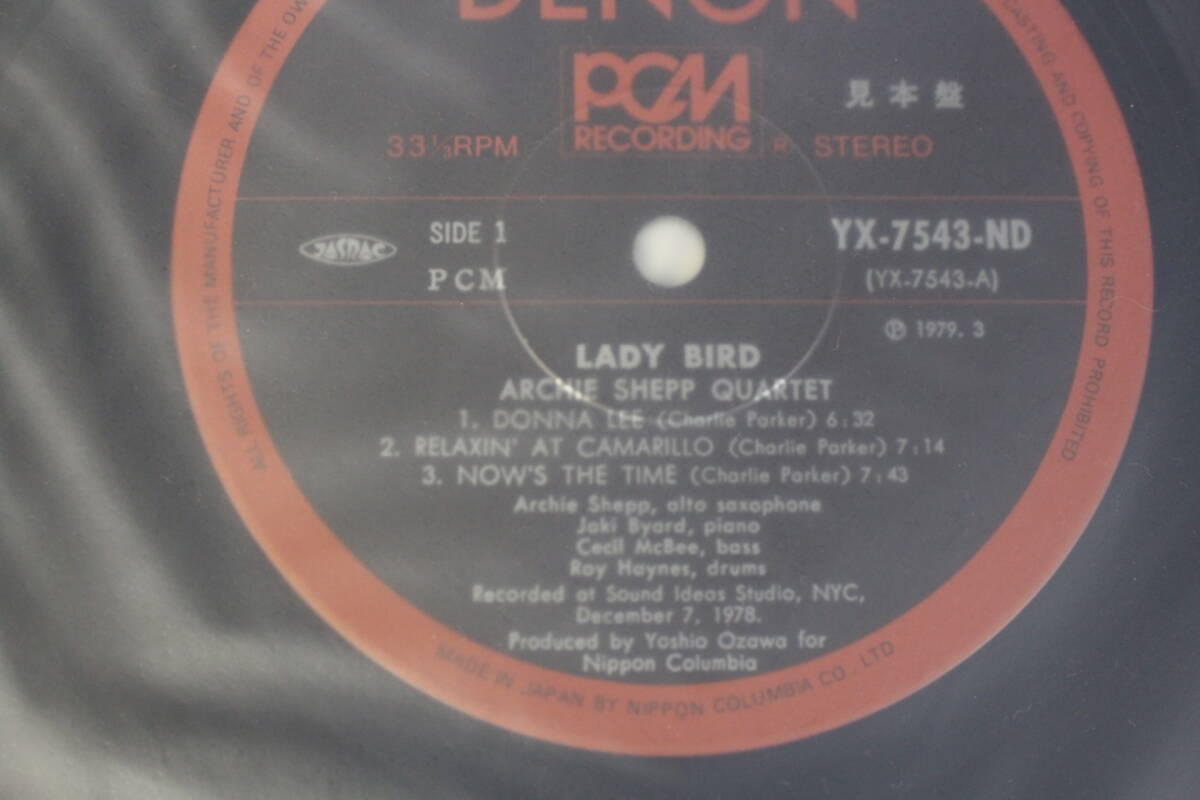 DENON
PCM
RECORDING
見本盤
33⅓RPM
® STEREO
JASRAC
SIDE 1
PCM
YX-7543-ND
(YX-7543-A)
℗ 1979. 3
LADY BIRD
ARCHIE SHEPP QUARTET
1. DONNA LEE (Charlie Parker) 6:32
2. RELAXIN' AT CAMARILLO (Charlie Parker) 7:14
3. NOW'S THE TIME (Charlie Parker) 7:43
Archie Shepp, alto saxophone
Jaki Byard, piano
Cecil McBee, bass
Roy Haynes, drums
Recorded at Sound Ideas Studio, NYC,
December 7, 1978.
Produced by Yoshio Ozawa for
Nippon Columbia
ALL RIGHTS OF THE MANUFACTURER AND OF THE
CASTING AND COPYING OF THIS RECORD PROHIBITED
MADE IN JAPAN BY NIPPON COLUMBIA CO., LTD